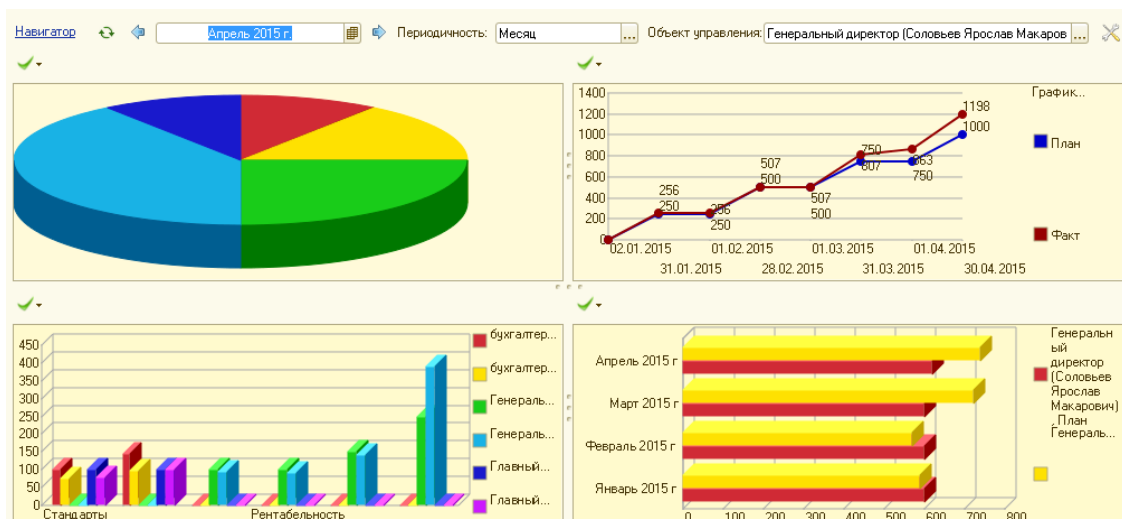 Навигатор Апрель 2015 г. Периодичность: Месяц ... Объект управления: Генеральный директор (Соловьев Ярослав Макаров ...
1400
1200
1000
800
600
400
200
0
256
250
256
250
507
500
507
500
750
807
863
750
1198
1000
02.01.2015 01.02.2015 01.03.2015 01.04.2015
31.01.2015 28.02.2015 31.03.2015 30.04.2015
График...
План
Факт
450
400
350
300
250
200
150
100
50
0
Стандарты Рентабельность
бухгалтер...
бухгалтер...
Генераль...
Генераль...
Главный...
Главный...
Апрель 2015 г
Март 2015 г
Февраль 2015 г
Январь 2015 г
0 100 200 300 400 500 600 700 800
Генеральн
ый
директор
(Соловьев
Ярослав
Макарович)
, План
Генераль...